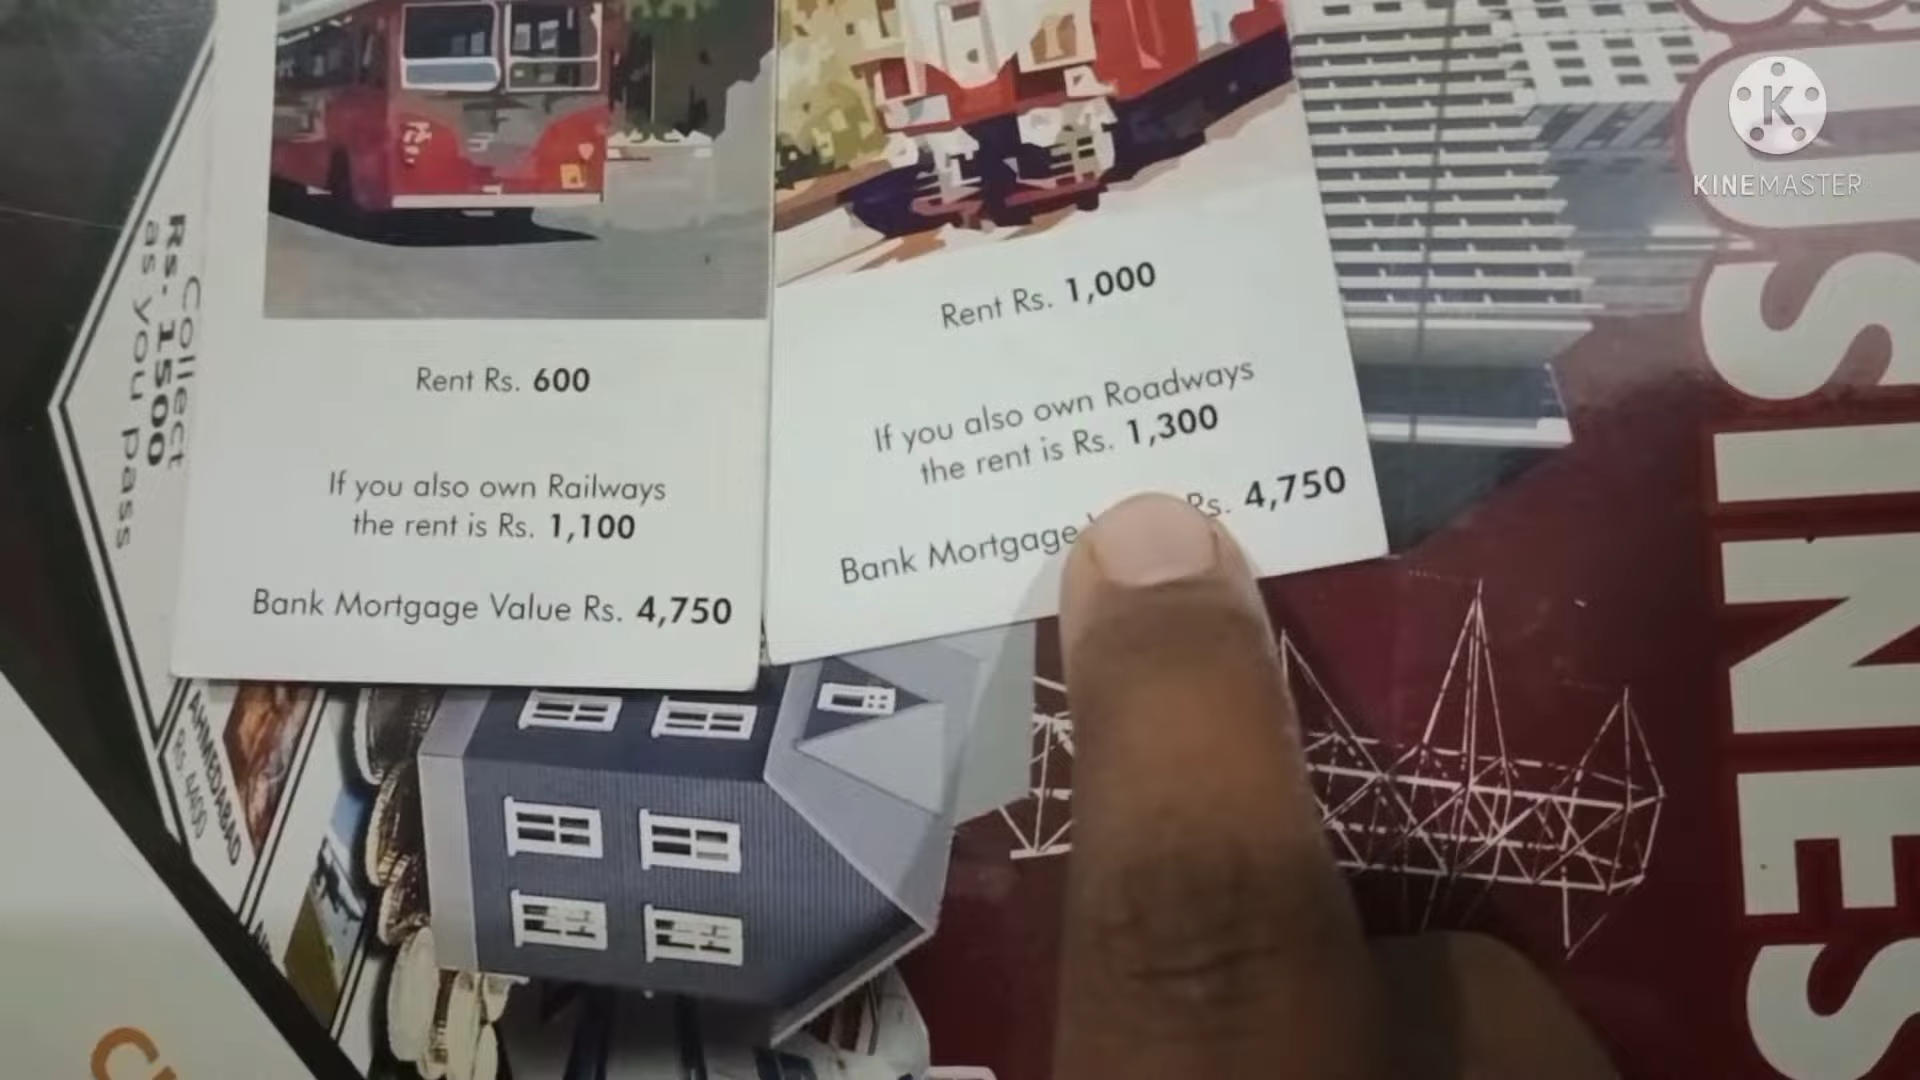 Rent Rs. 600
If you also own Railways
the rent is Rs. 1,100
Bank Mortgage Value Rs. 4,750
Rent Rs. 1,000
If you also own Roadways
the rent is Rs. 1,300
Bank Mortgage Rs. 4,750
Collect
Rs. 1500
as you pass
AHMEDABAD
KINEMASTER